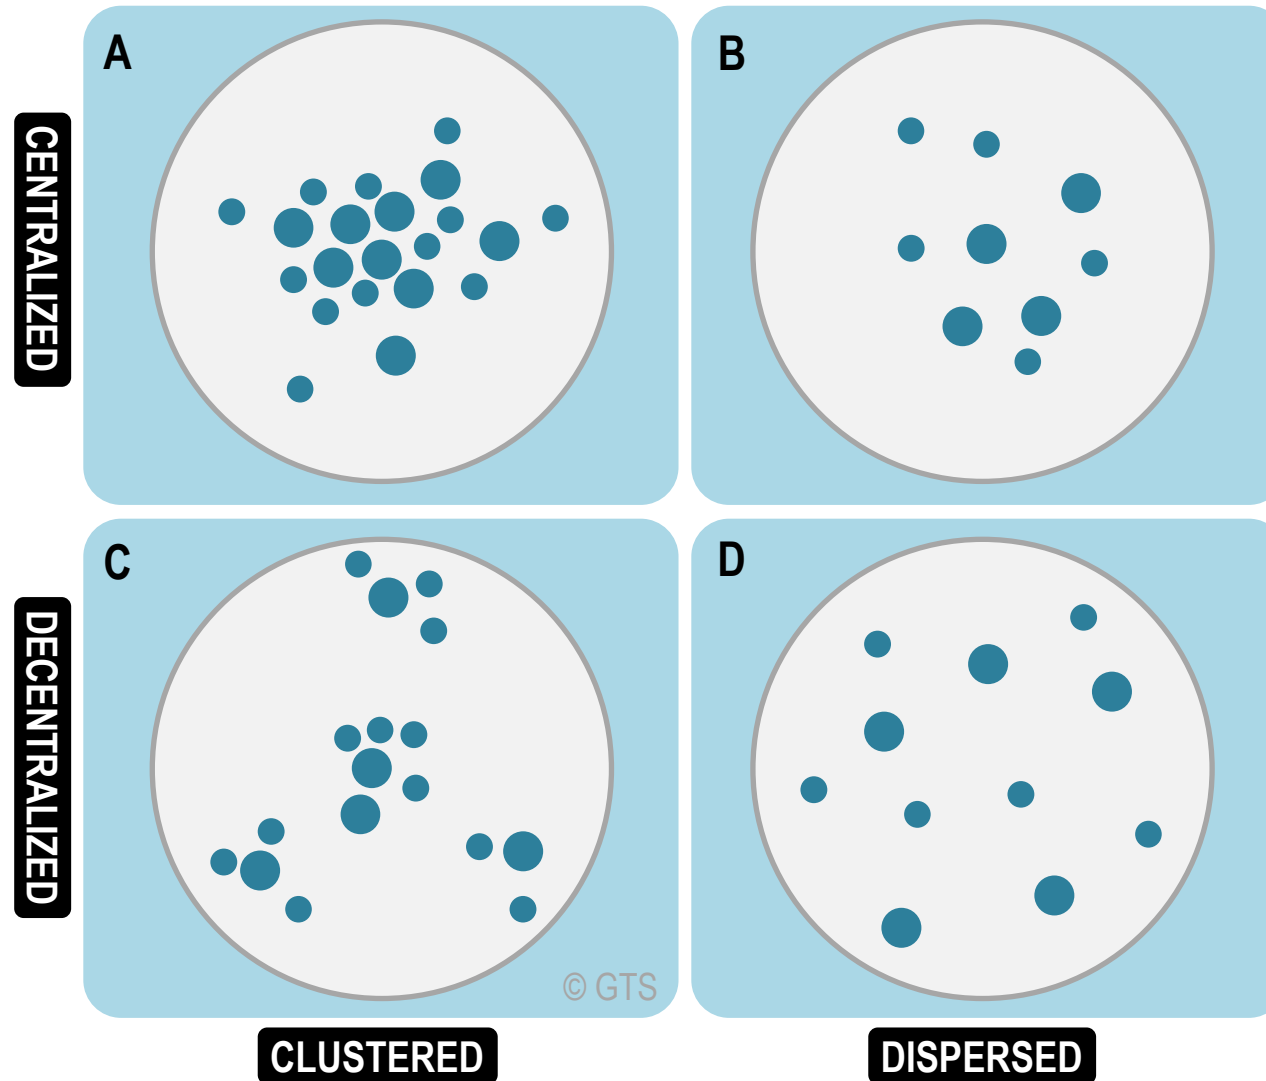 A
B
CENTRALIZED
C
D
DECENTRALIZED
© GTS
CLUSTERED
DISPERSED